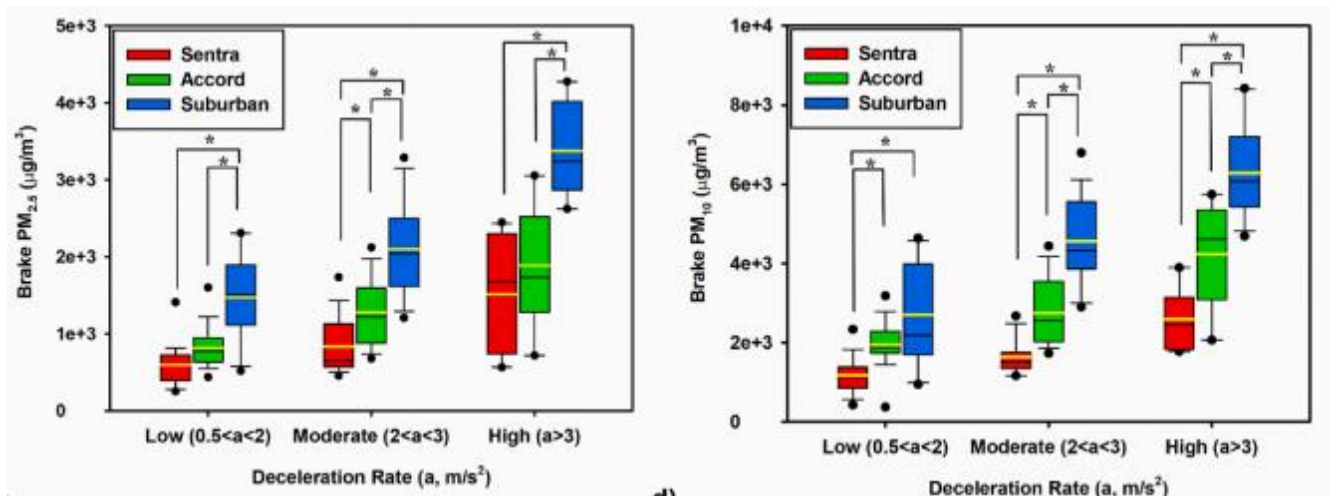 5e+3
4e+3
3e+3
2e+3
1e+3
0
Brake PM2.5 (µg/m3)
Sentra
Accord
Suburban
*
*
*
*
*
*
*
Low (0.5<a<2)
Moderate (2<a<3)
High (a>3)
Deceleration Rate (a, m/s2)
1e+4
8e+3
6e+3
4e+3
2e+3
0
Brake PM10 (µg/m3)
Sentra
Accord
Suburban
*
*
*
*
*
*
*
*
Low (0.5<a<2)
Moderate (2<a<3)
High (a>3)
Deceleration Rate (a, m/s2)